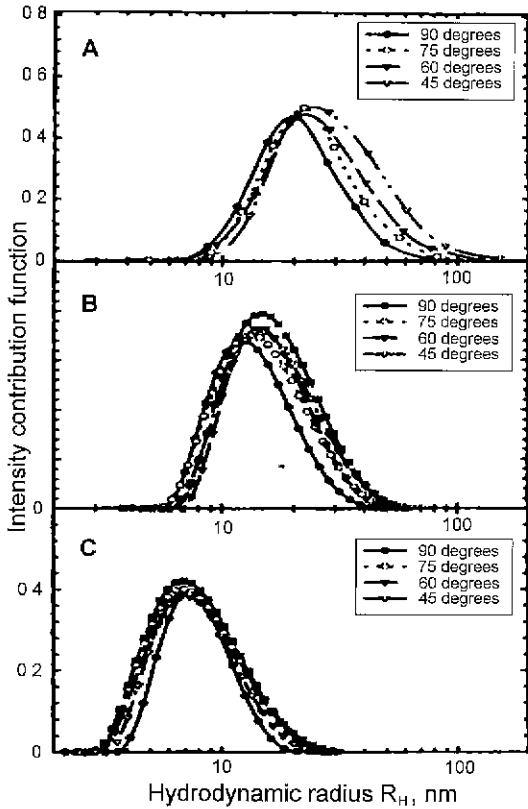 0 8
A
90 degrees
75 degrees
60 degrees
45 degrees
0.6
0.4
0.2
0
10
100
Intensity contribution function
B
90 degrees
75 degrees
60 degrees
45 degrees
0
10
100
C
90 degrees
75 degrees
60 degrees
45 degrees
0 4
0.2
0
10
100
Hydrodynamic radius RH, nm